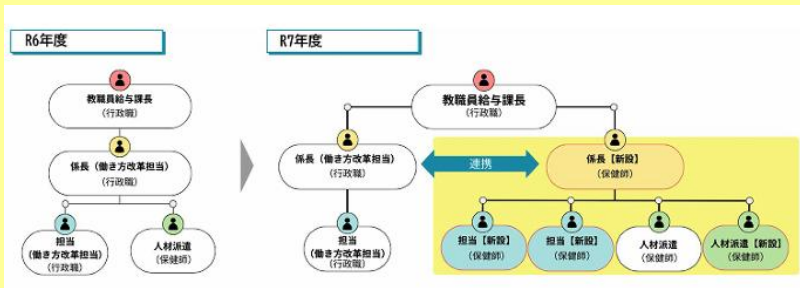 R6年度
教職員給与課長
(行政職)
係長(働き方改革担当)
(行政職)
担当
(働き方改革担当)
(行政職)
人材派遣
(保健師)
R7年度
教職員給与課長
(行政職)
係長(働き方改革担当)
(行政職)
連携
係長【新設】
(保健師)
担当
(働き方改革担当)
(行政職)
担当【新設】
(保健師)
担当【新設】
(保健師)
人材派遣
(保健師)
人材派遣【新設】
(保健師)